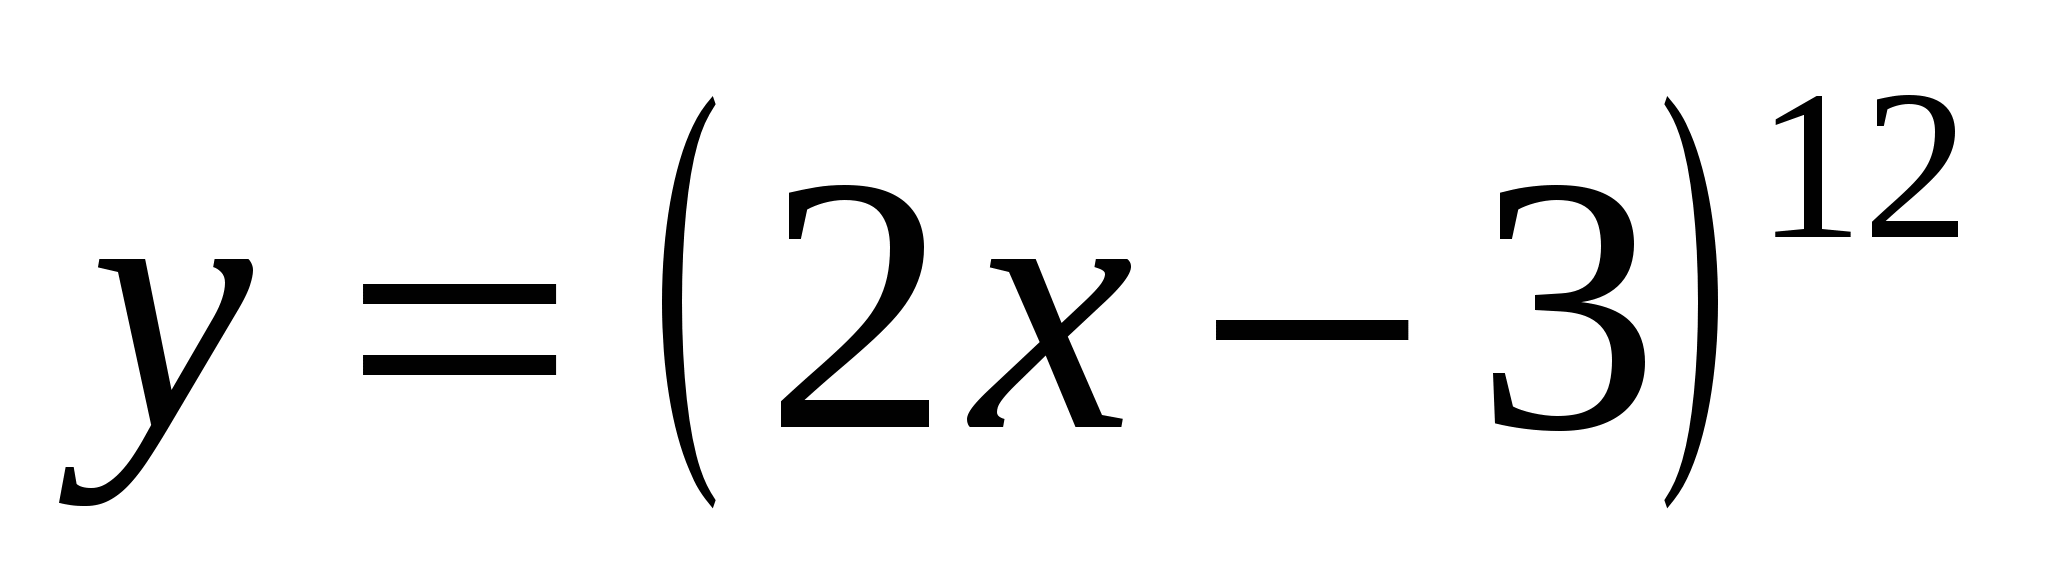 y = (2x − 3)¹²